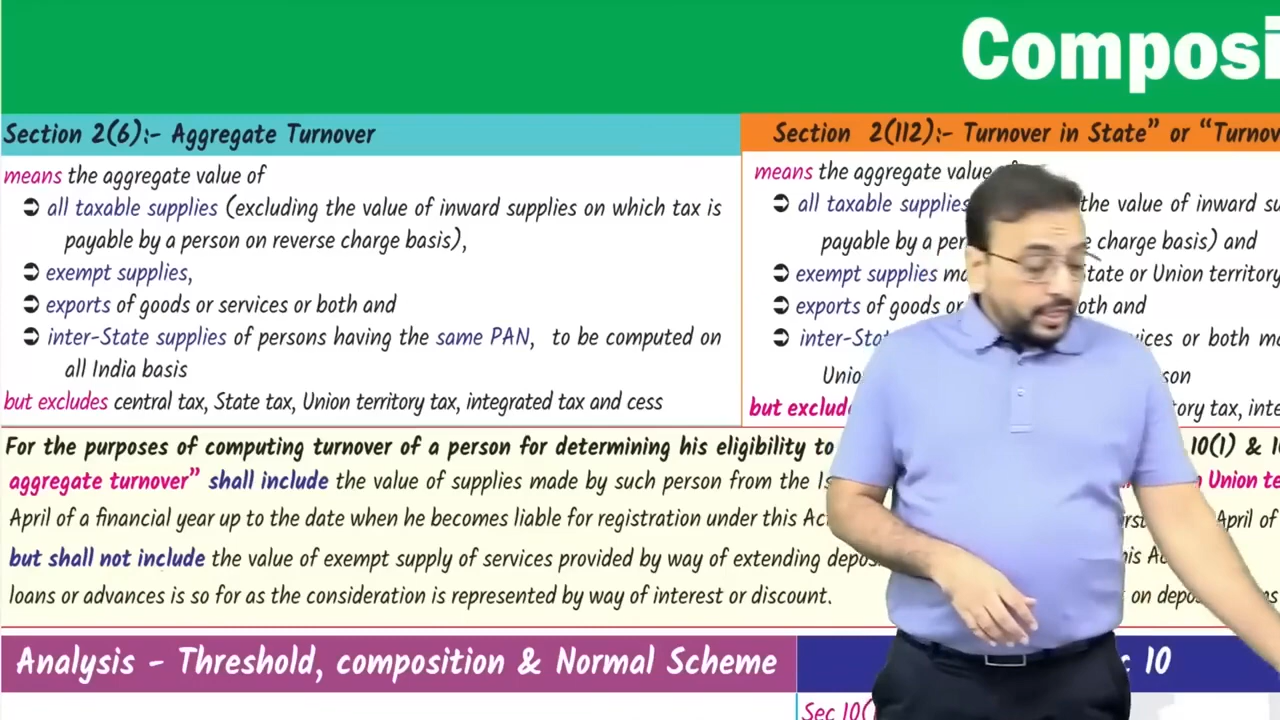 Composi
Section 2(6):- Aggregate Turnover
means the aggregate value of
➲ all taxable supplies (excluding the value of inward supplies on which tax is
payable by a person on reverse charge basis),
➲ exempt supplies,
➲ exports of goods or services or both and
➲ inter-State supplies of persons having the same PAN, to be computed on
all India basis
but excludes central tax, State tax, Union territory tax, integrated tax and cess
Section 2(112):- Turnover in State" or "Turnov
means the aggregate value
➲ all taxable supplies the value of inward su
payable by a per charge basis) and
➲ exempt supplies ma State or Union territory
➲ exports of goods or oth and
➲ inter-Stat ices or both ma
Unio son
but exclud ory tax, inte
For the purposes of computing turnover of a person for determining his eligibility to 10(1) & 1
aggregate turnover" shall include the value of supplies made by such person from the 1s Union te
April of a financial year up to the date when he becomes liable for registration under this Act irst April of
but shall not include the value of exempt supply of services provided by way of extending depos his Ac
loans or advances is so for as the consideration is represented by way of interest or discount. on depos
Analysis - Threshold, composition & Normal Scheme
c 10
Sec 10(1